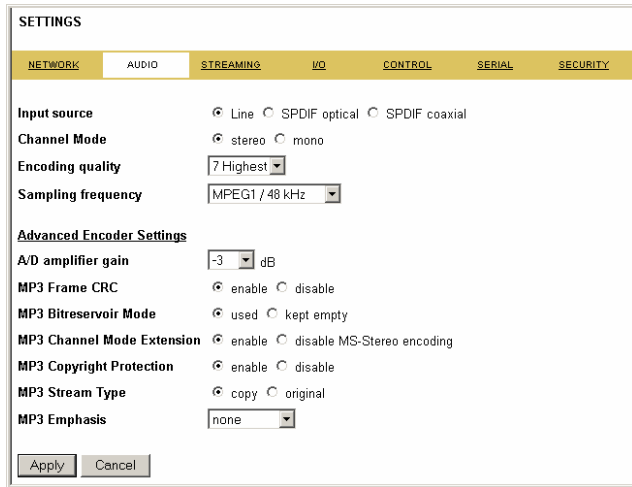 SETTINGS
NETWORK AUDIO STREAMING I/O CONTROL SERIAL SECURITY
Input source Line SPDIF optical SPDIF coaxial
Channel Mode stereo mono
Encoding quality 7 Highest
Sampling frequency MPEG1 / 48 kHz
Advanced Encoder Settings
A/D amplifier gain -3 dB
MP3 Frame CRC enable disable
MP3 Bitreservoir Mode used kept empty
MP3 Channel Mode Extension enable disable MS-Stereo encoding
MP3 Copyright Protection enable disable
MP3 Stream Type copy original
MP3 Emphasis none
Apply Cancel